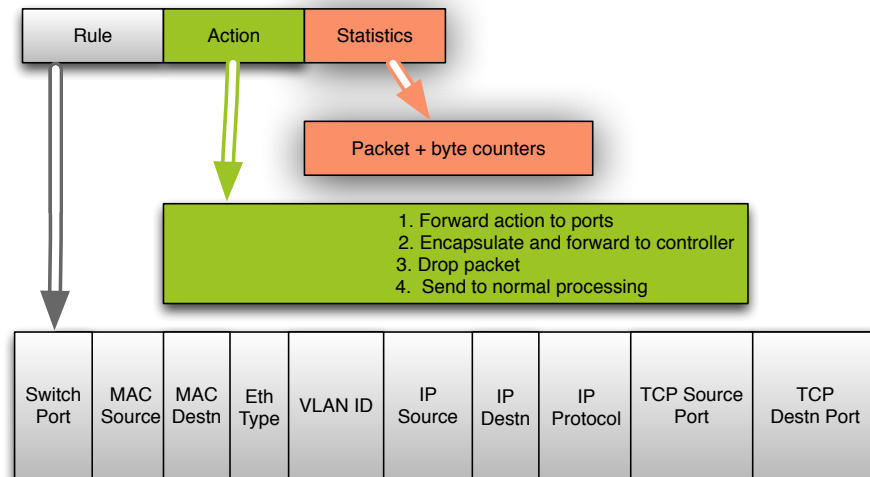 Rule
Action
Statistics
Packet + byte counters
1. Forward action to ports
2. Encapsulate and forward to controller
3. Drop packet
4. Send to normal processing
Switch
Port
MAC
Source
MAC
Destn
Eth
Type
VLAN ID
IP
Source
IP
Destn
IP
Protocol
TCP Source
Port
TCP
Destn Port